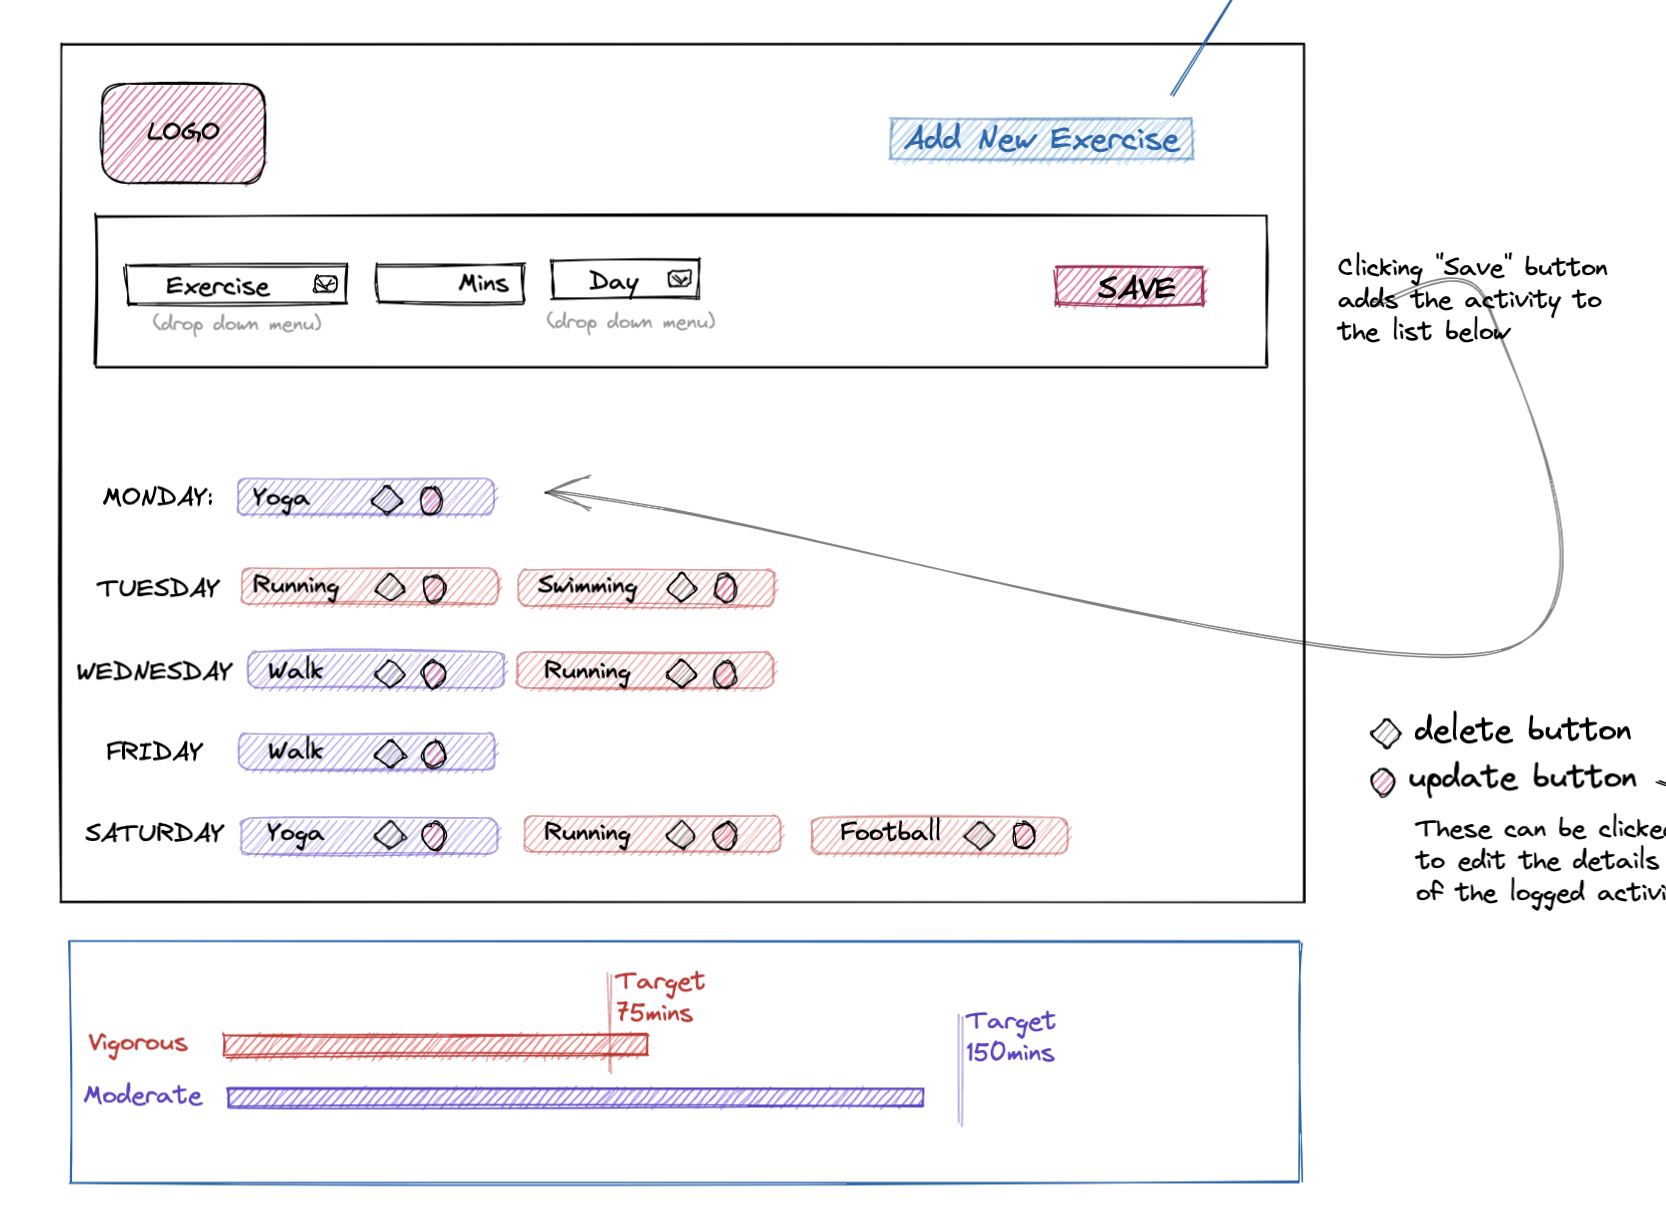 LOGO
Add New Exercise
Exercise
Mins
Day
SAVE
(drop down menu)
(drop down menu)
Clicking "Save" button
adds the activity to
the list below
MONDAY: Yoga
TUESDAY Running Swimming
WEDNESDAY Walk Running
FRIDAY Walk
SATURDAY Yoga Running Football
delete button
update button
These can be clicked
to edit the details
of the logged activi
Target
75mins
Vigorous
Target
150mins
Moderate